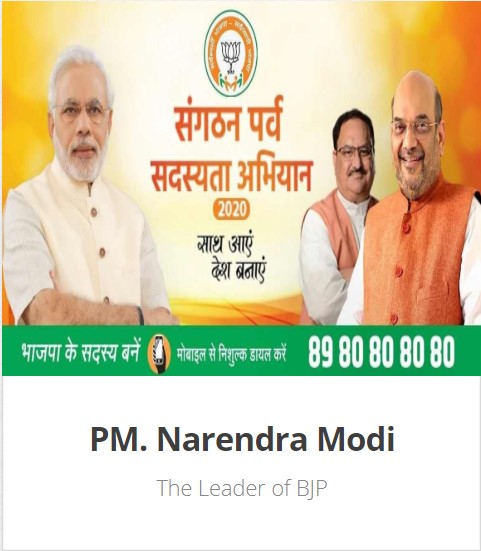 संगठन पर्व
सदस्यता अभियान
2020
साथ आएं
देश बनाएं
भाजपा के सदस्य बनें
मोबाइल से निशुल्क डायल करें
89 80 80 80 80
PM. Narendra Modi
The Leader of BJP